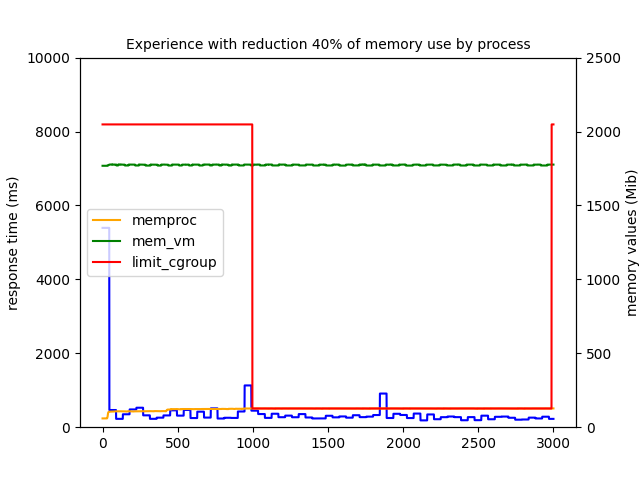 Experience with reduction 40% of memory use by process
10000
8000
6000
4000
2000
0
response time (ms)
memproc
mem_vm
limit_cgroup
2500
2000
1500
1000
500
0
memory values (Mib)
0 500 1000 1500 2000 2500 3000